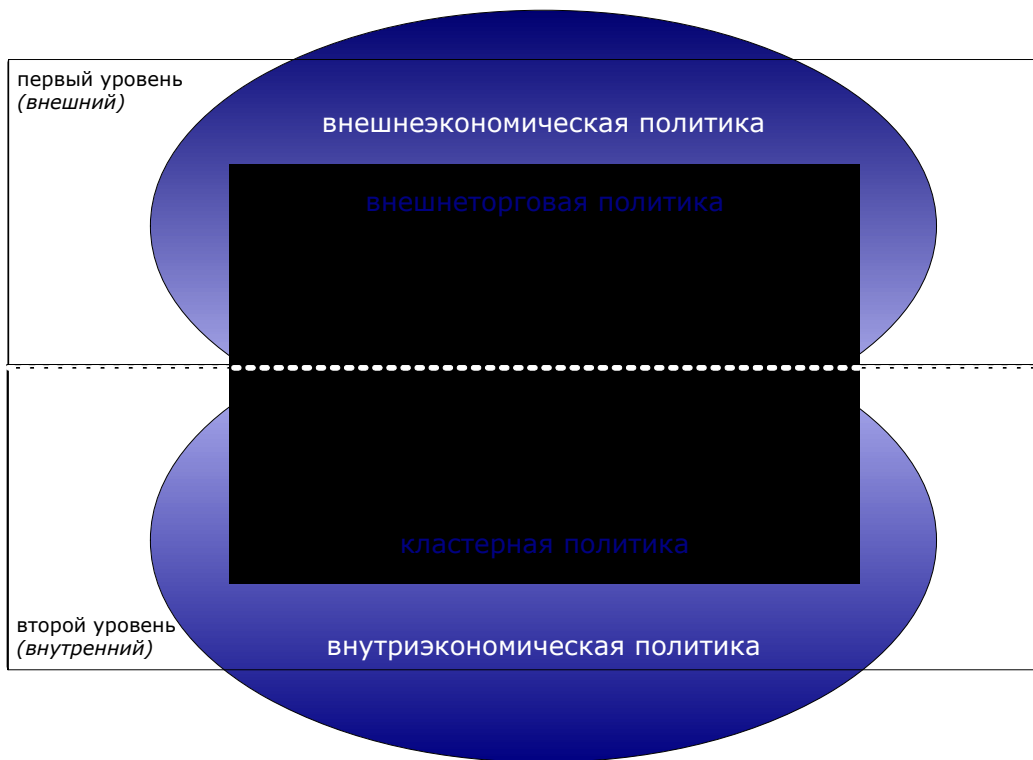 первый уровень
(внешний)
внешнеэкономическая политика
внешнеторговая политика
кластерная политика
второй уровень
(внутренний)
внутриэкономическая политика